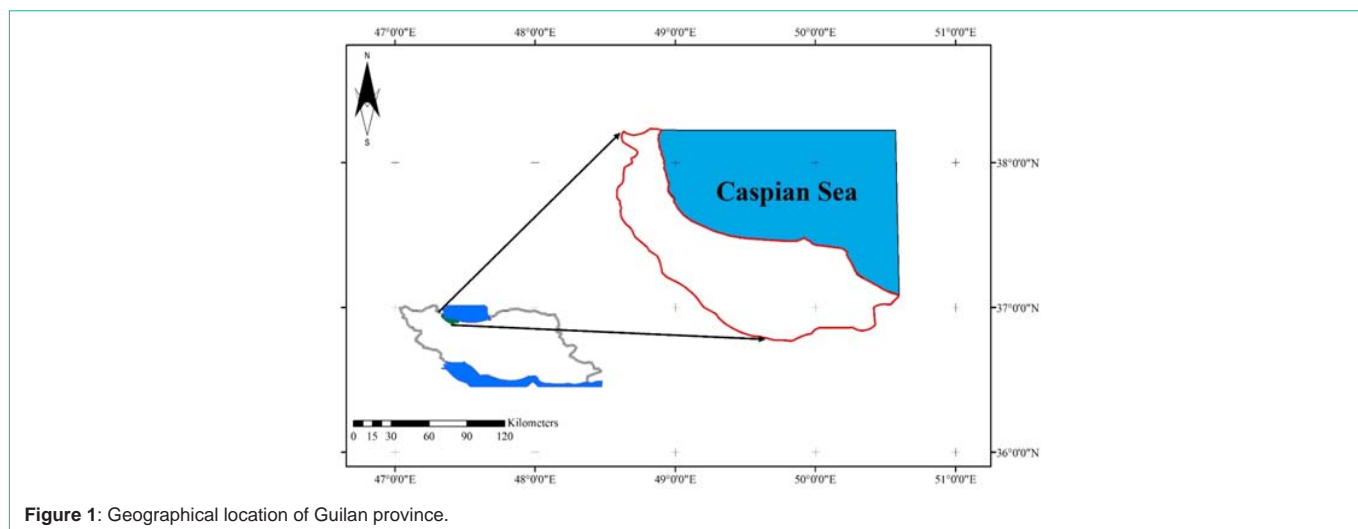 47°0'0"E 48°0'0"E 49°0'0"E 50°0'0"E 51°0'0"E
N
S
38°0'0"N
Caspian Sea
37°0'0"N
Kilometers
0 15 30 60 90 120
36°0'0"N
47°0'0"E 48°0'0"E 49°0'0"E 50°0'0"E 51°0'0"E
Figure 1: Geographical location of Guilan province.